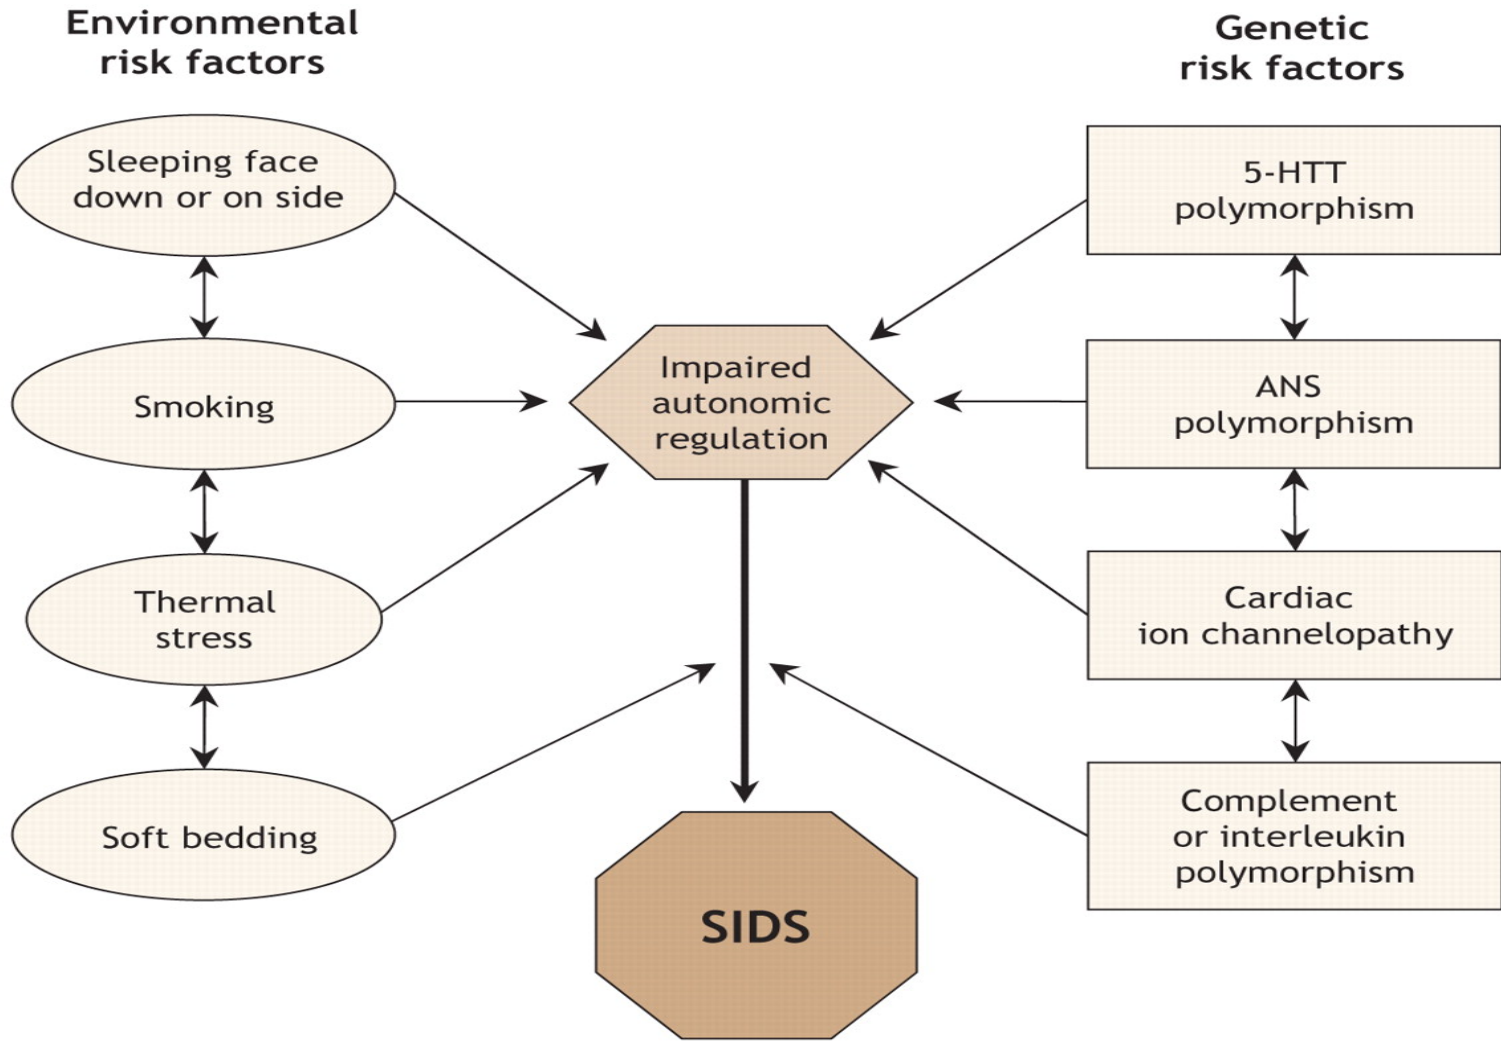 Environmental
risk factors
Sleeping face
down or on side
Smoking
Thermal
stress
Soft bedding
Impaired
autonomic
regulation
SIDS
Genetic
risk factors
5-HTT
polymorphism
ANS
polymorphism
Cardiac
ion channelopathy
Complement
or interleukin
polymorphism